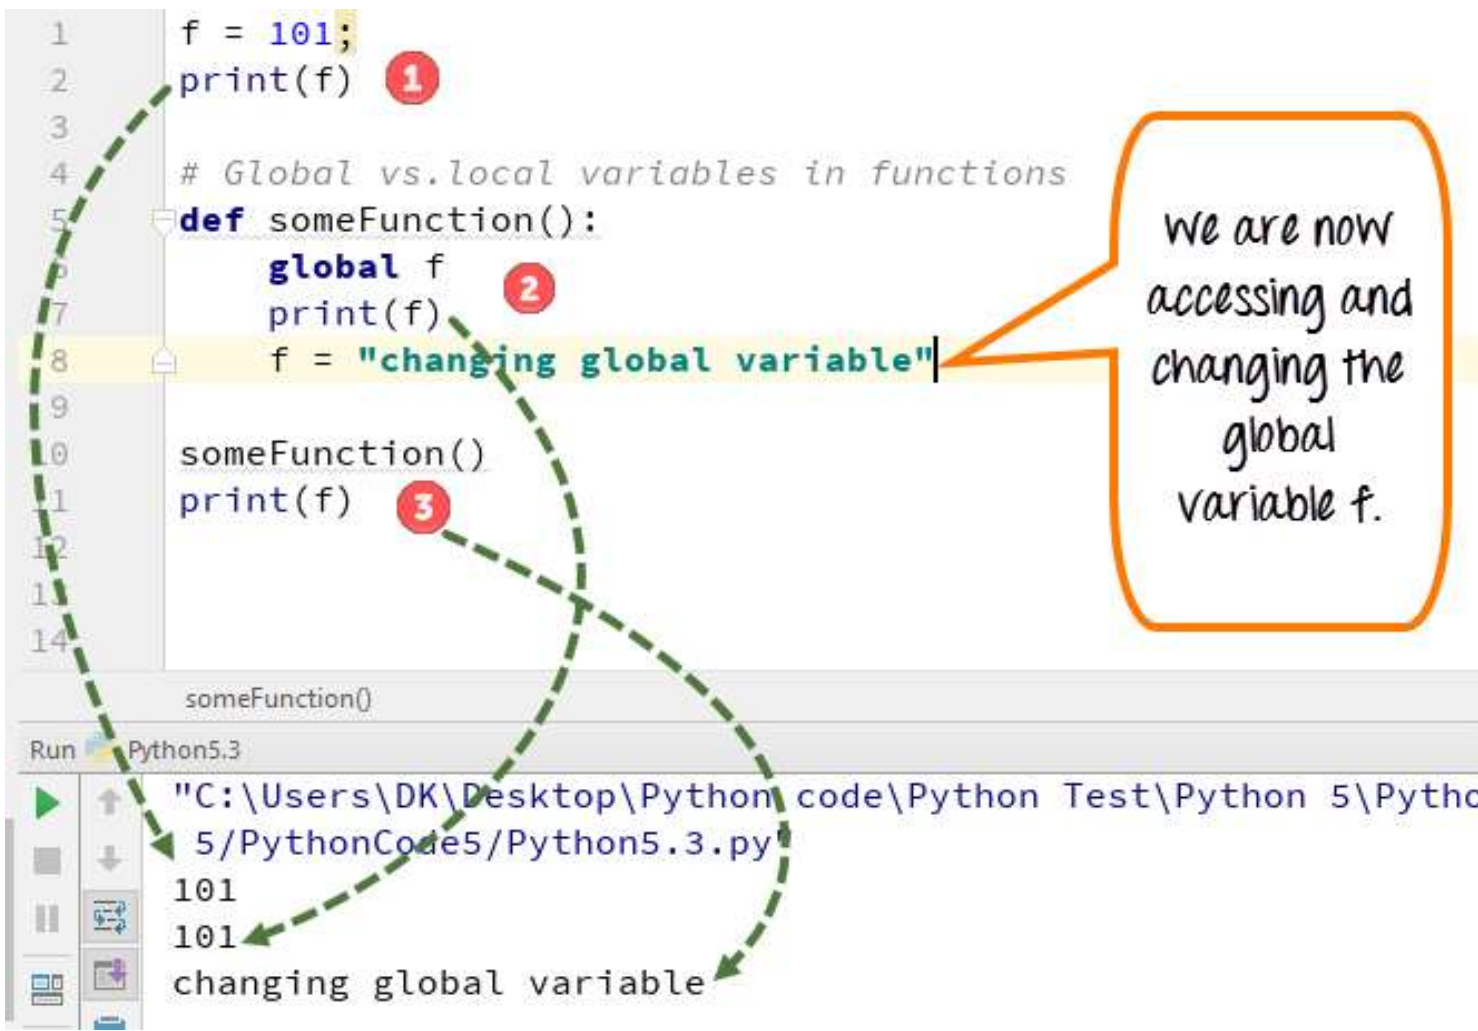 1 f = 101;
2 print(f) 1
3
4 # Global vs.local variables in functions
5 def someFunction():
6 global f
7 print(f) 2
8 f = "changing global variable"
9
10 someFunction()
11 print(f) 3
12
13
14
we are now
accessing and
changing the
global
variable f.
someFunction()
Run Python5.3
"C:\Users\DK\Desktop\Python code\Python Test\Python 5\Pytho
5/PythonCode5/Python5.3.py"
101
101
changing global variable